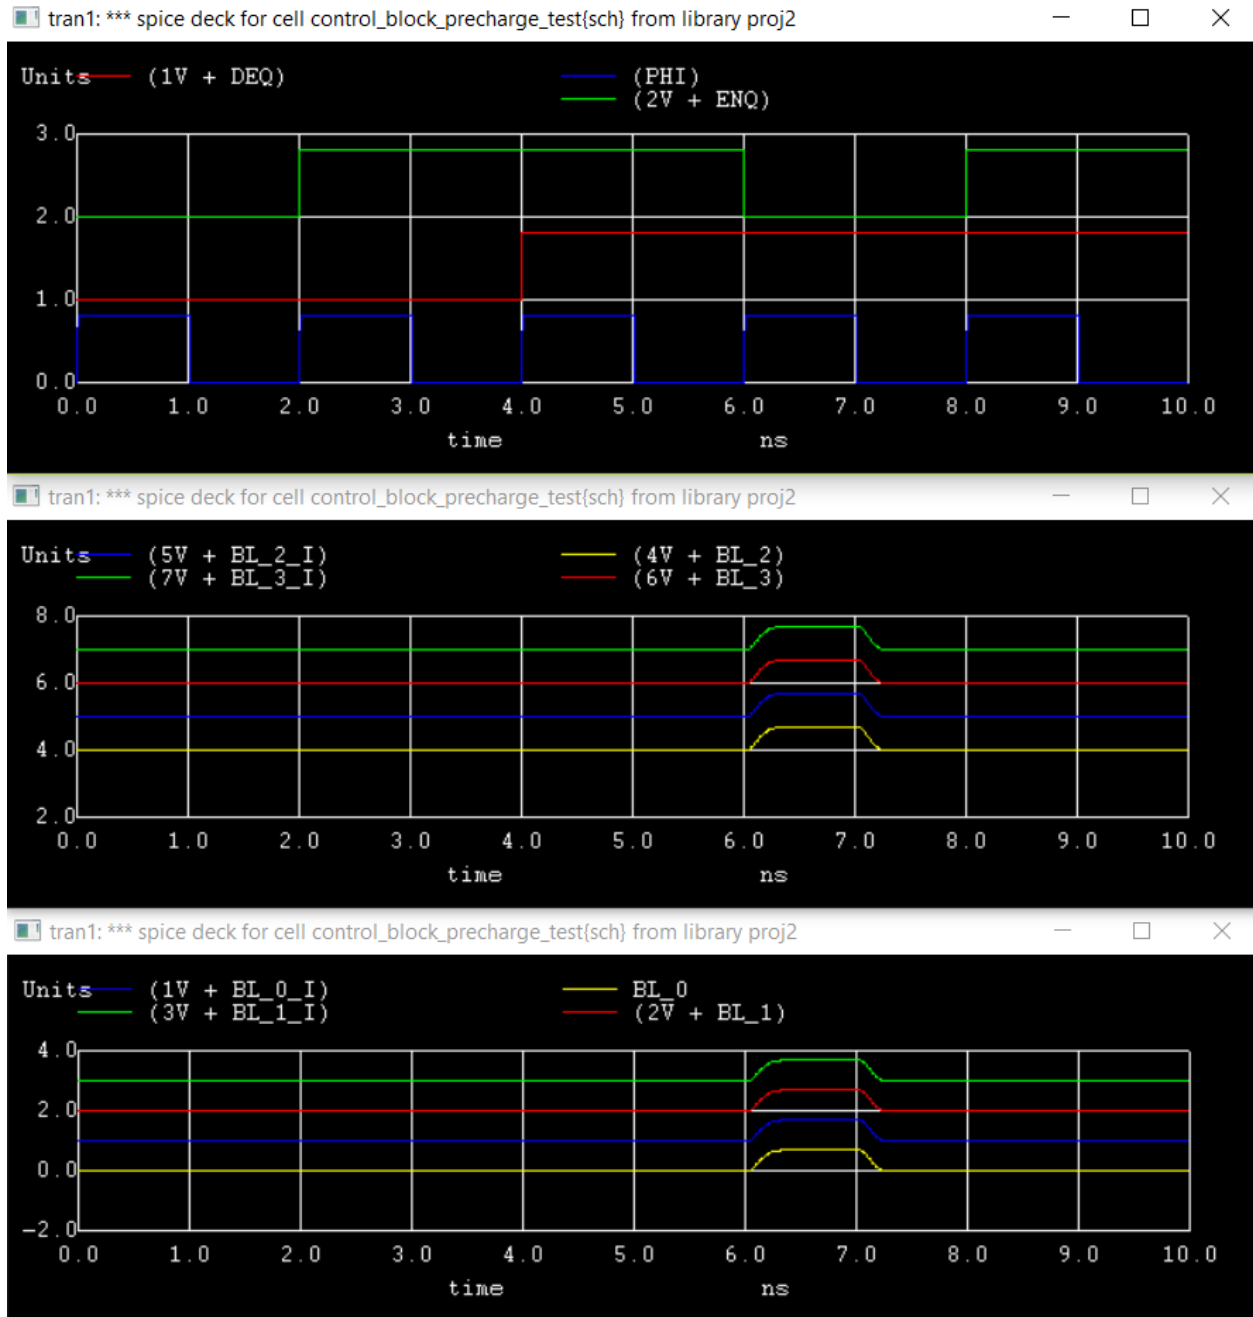 tran1: *** spice deck for cell control_block_precharge_test{sch} from library proj2
Units (1V + DEQ) (PHI)
(2V + ENQ)
3.0
2.0
1.0
0.0
0.0 1.0 2.0 3.0 4.0 5.0 6.0 7.0 8.0 9.0 10.0
time ns
tran1: *** spice deck for cell control_block_precharge_test{sch} from library proj2
Units (5V + BL_2_I) (4V + BL_2)
(7V + BL_3_I) (6V + BL_3)
8.0
6.0
4.0
2.0
0.0 1.0 2.0 3.0 4.0 5.0 6.0 7.0 8.0 9.0 10.0
time ns
tran1: *** spice deck for cell control_block_precharge_test{sch} from library proj2
Units (1V + BL_0_I) BL_0
(3V + BL_1_I) (2V + BL_1)
4.0
2.0
0.0
-2.0
0.0 1.0 2.0 3.0 4.0 5.0 6.0 7.0 8.0 9.0 10.0
time ns